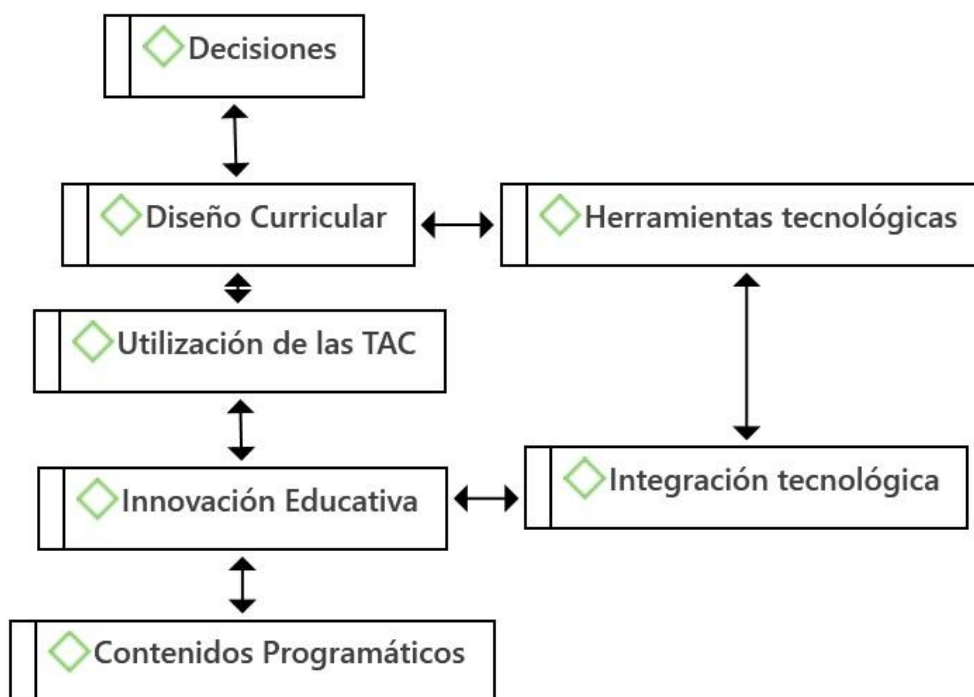 Decisiones
Diseño Curricular
Herramientas tecnológicas
Utilización de las TAC
Innovación Educativa
Integración tecnológica
Contenidos Programáticos